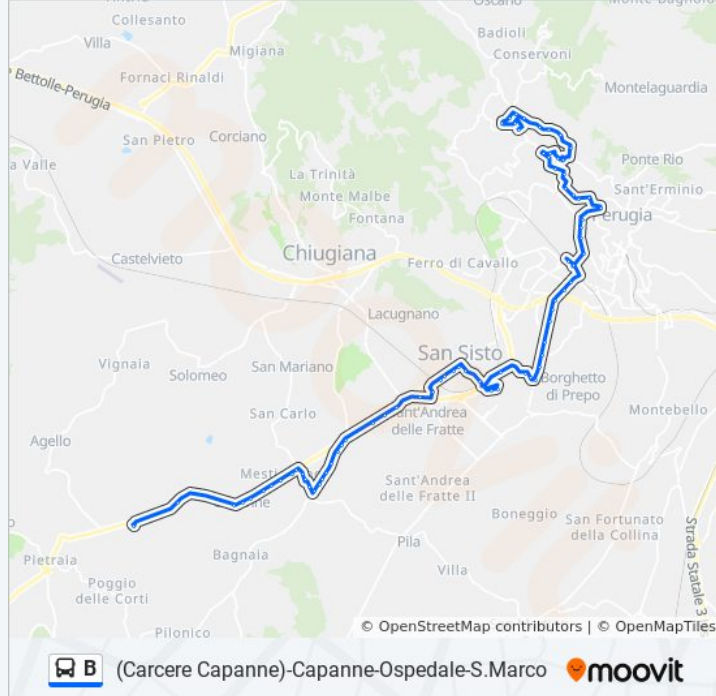 Oscano
Monte Bagnolo
Badioli
Conservoni
Collesanto
Villa
Migiana
Fornaci Rinaldi
Bettolle-Perugia
Montelaguardia
San Pietro
Corciano
Ponte Rio
a Valle
La Trinità
Monte Malbe
Sant'Erminio
Fontana
Perugia
Chiugiana
Castelvieto
Ferro di Cavallo
Lacugnano
San Sisto
Vignaia
San Mariano
Solomeo
Borghetto
di Prepo
San Carlo
Sant'Andrea
delle Fratte
Montebello
Agello
Sant'Andrea
delle Fratte II
Boneggio
San Fortunato
della Collina
Bagnaia
Pila
Pietraia
Villa
Poggio
delle Corti
Strada Statale 3
Pilonico
© OpenStreetMap contributors | © OpenMapTiles
B (Carcere Capanne)-Capanne-Ospedale-S.Marco moovit